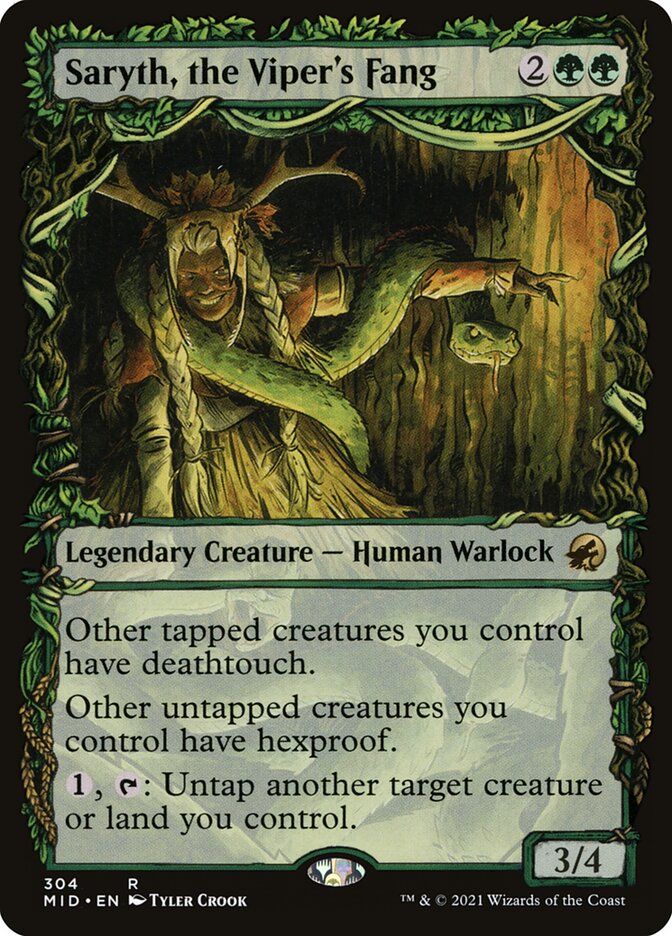 Saryth, the Viper's Fang 2
Legendary Creature — Human Warlock
Other tapped creatures you control
have deathtouch.
Other untapped creatures you
control have hexproof.
1, : Untap another target creature
or land you control.
3/4
304 R
MID • EN TYLER CROOK
™ & © 2021 Wizards of the Coast